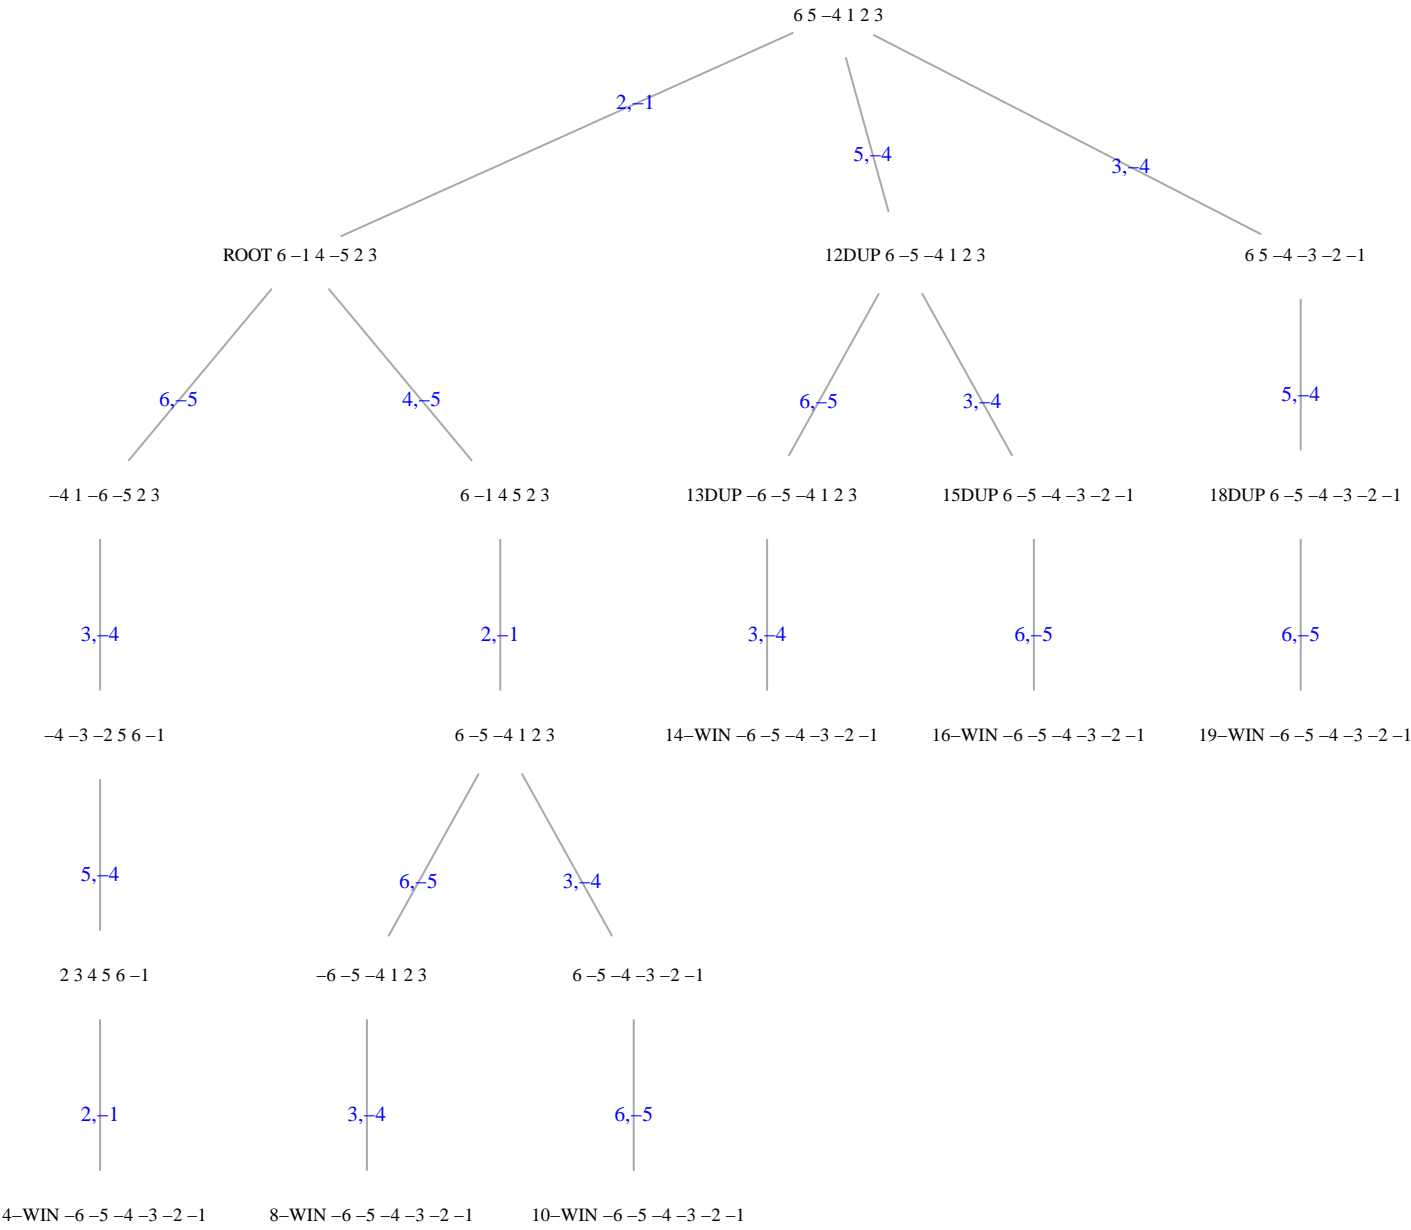 6 5 –4 1 2 3
2,–1
5,–4
3,–4
ROOT 6 –1 4 –5 2 3
12DUP 6 –5 –4 1 2 3
6 5 –4 –3 –2 –1
6,–5
4,–5
6,–5
3,–4
5,–4
–4 1 –6 –5 2 3
6 –1 4 5 2 3
13DUP –6 –5 –4 1 2 3
15DUP 6 –5 –4 –3 –2 –1
18DUP 6 –5 –4 –3 –2 –1
3,–4
2,–1
3,–4
6,–5
6,–5
–4 –3 –2 5 6 –1
6 –5 –4 1 2 3
14–WIN –6 –5 –4 –3 –2 –1
16–WIN –6 –5 –4 –3 –2 –1
19–WIN –6 –5 –4 –3 –2 –1
5,–4
6,–5
3,–4
2 3 4 5 6 –1
–6 –5 –4 1 2 3
6 –5 –4 –3 –2 –1
2,–1
3,–4
6,–5
4–WIN –6 –5 –4 –3 –2 –1
8–WIN –6 –5 –4 –3 –2 –1
10–WIN –6 –5 –4 –3 –2 –1